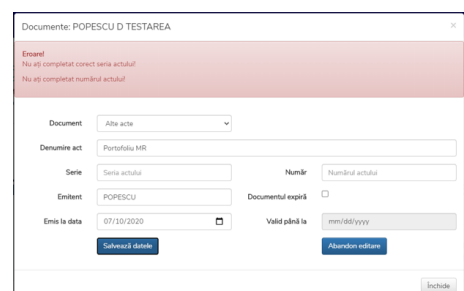 Documente: POPESCU D TESTAREA ×
Eroare!
Nu ați completat corect seria actului!
Nu ați completat numărul actului!
Document Alte acte
Denumire act Portofoliu MR
Serie Seria actului Număr Numărul actului
Emitent POPESCU Documentul expiră
Emis la data 07/10/2020 Valid până la mm/dd/yyyy
Salvează datele Abandon editare
Închide